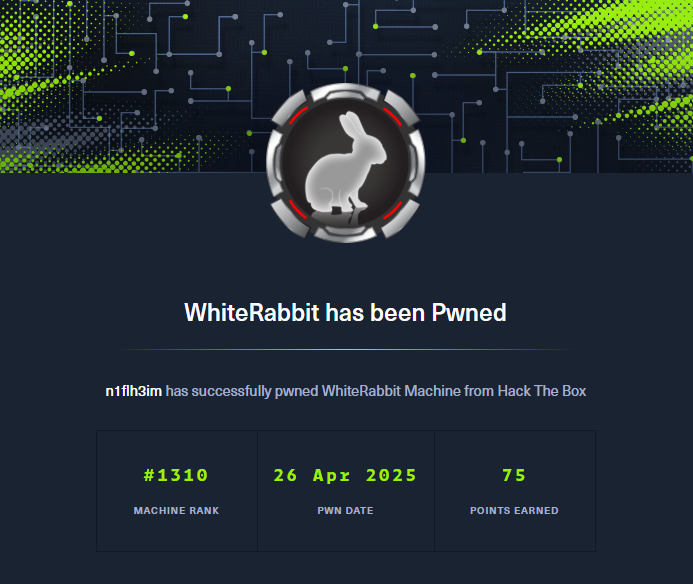 WhiteRabbit has been Pwned
n1flh3im has successfully pwned WhiteRabbit Machine from Hack The Box
#1310 26 Apr 2025 75
MACHINE RANK PWN DATE POINTS EARNED